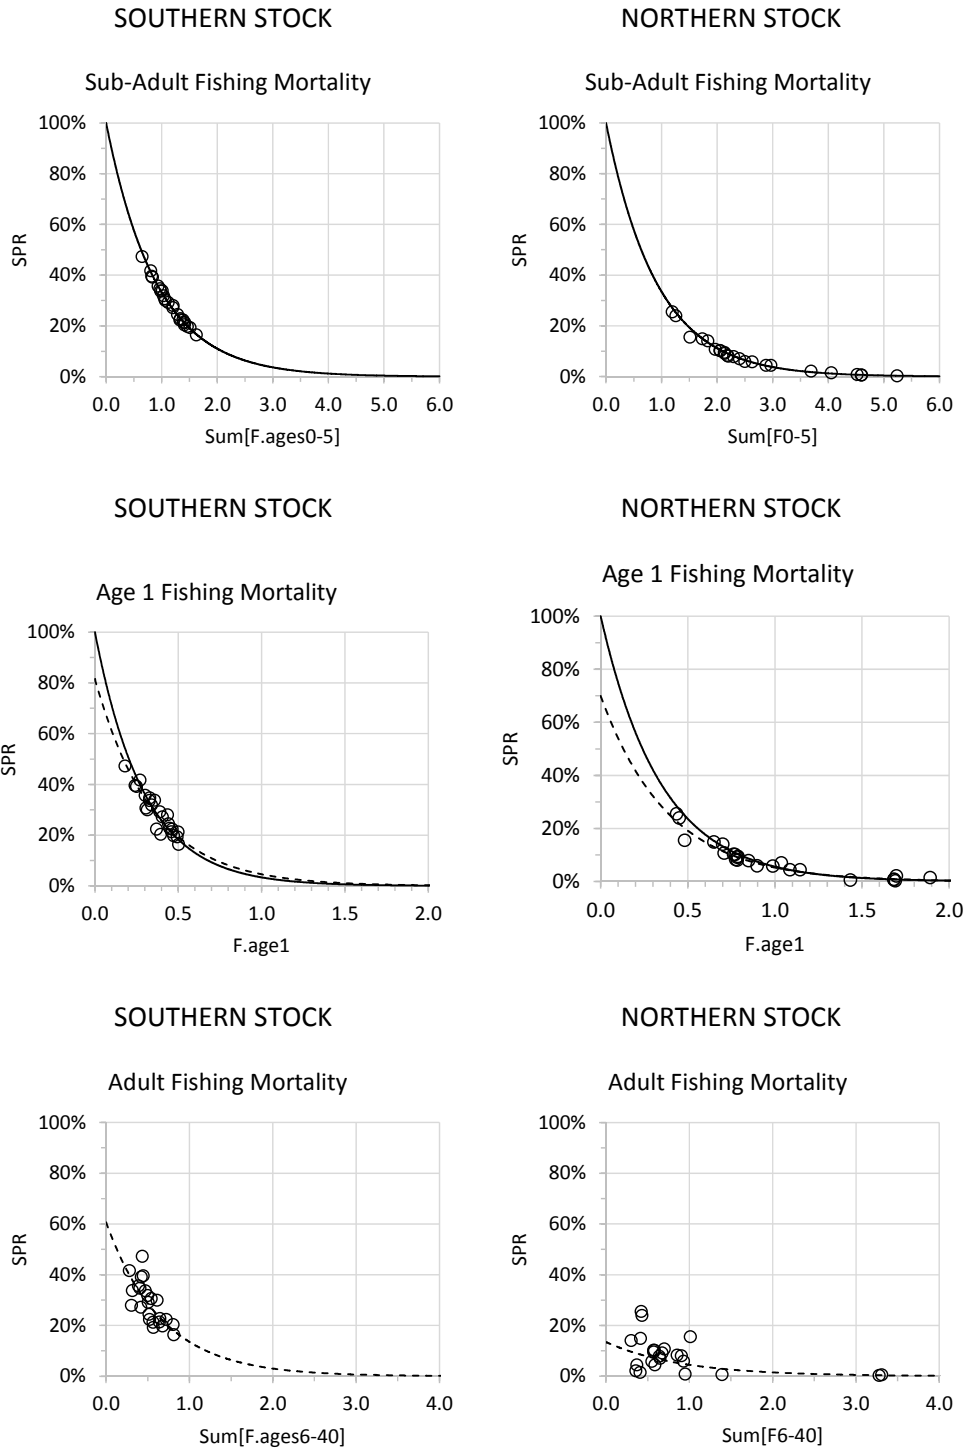 SOUTHERN STOCK
NORTHERN STOCK
Sub-Adult Fishing Mortality
Sub-Adult Fishing Mortality
100%
80%
60%
40%
20%
0%
SPR
0.0 1.0 2.0 3.0 4.0 5.0 6.0
Sum[F.ages0-5]
100%
80%
60%
40%
20%
0%
SPR
0.0 1.0 2.0 3.0 4.0 5.0 6.0
Sum[F0-5]
SOUTHERN STOCK
NORTHERN STOCK
Age 1 Fishing Mortality
Age 1 Fishing Mortality
100%
80%
60%
40%
20%
0%
SPR
0.0 0.5 1.0 1.5 2.0
F.age1
100%
80%
60%
40%
20%
0%
SPR
0.0 0.5 1.0 1.5 2.0
F.age1
SOUTHERN STOCK
NORTHERN STOCK
Adult Fishing Mortality
Adult Fishing Mortality
100%
80%
60%
40%
20%
0%
SPR
0.0 1.0 2.0 3.0 4.0
Sum[F.ages6-40]
100%
80%
60%
40%
20%
0%
SPR
0.0 1.0 2.0 3.0 4.0
Sum[F6-40]